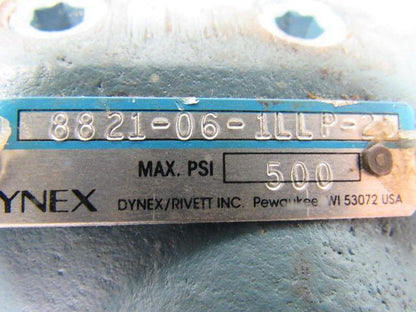 8821-06-1LLP-2
MAX. PSI 500
YNEX DYNEX/RIVETT INC. Pewaukee WI 53072 USA